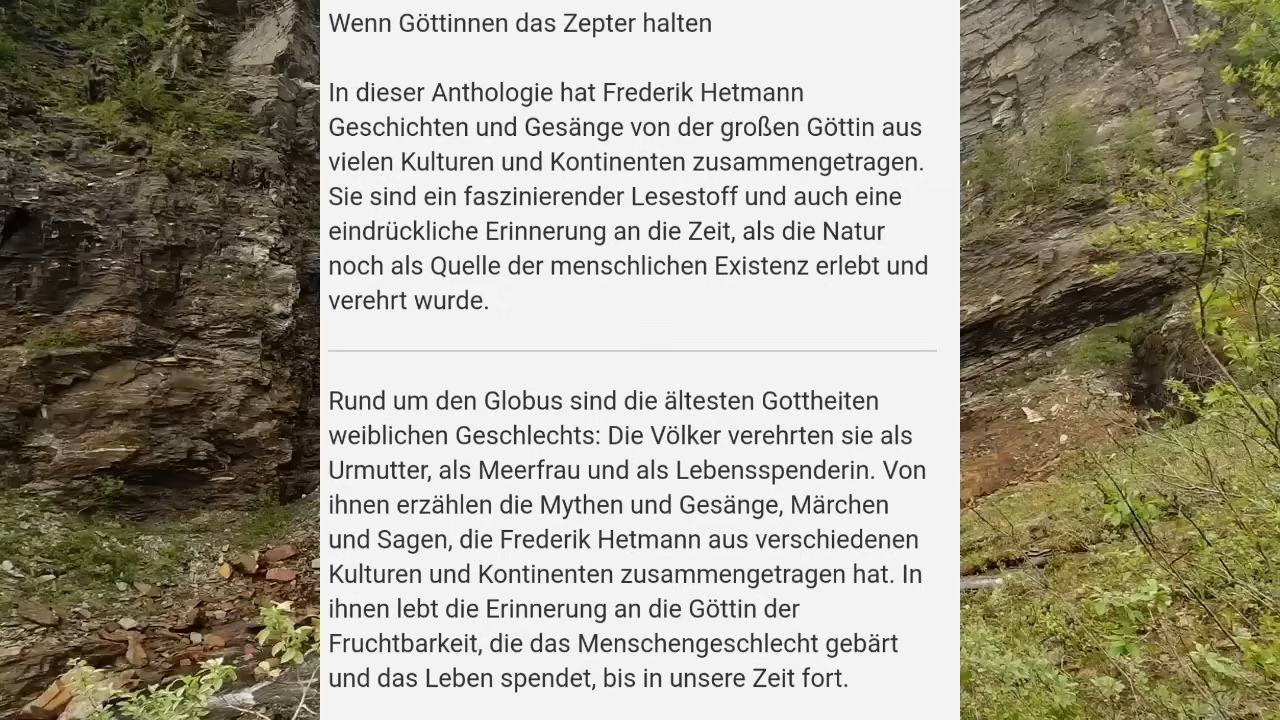 Wenn Göttinnen das Zepter halten
In dieser Anthologie hat Frederik Hetmann
Geschichten und Gesänge von der großen Göttin aus
vielen Kulturen und Kontinenten zusammengetragen.
Sie sind ein faszinierender Lesestoff und auch eine
eindrückliche Erinnerung an die Zeit, als die Natur
noch als Quelle der menschlichen Existenz erlebt und
verehrt wurde.
Rund um den Globus sind die ältesten Gottheiten
weiblichen Geschlechts: Die Völker verehrten sie als
Urmutter, als Meerfrau und als Lebensspenderin. Von
ihnen erzählen die Mythen und Gesänge, Märchen
und Sagen, die Frederik Hetmann aus verschiedenen
Kulturen und Kontinenten zusammengetragen hat. In
ihnen lebt die Erinnerung an die Göttin der
Fruchtbarkeit, die das Menschengeschlecht gebärt
und das Leben spendet, bis in unsere Zeit fort.